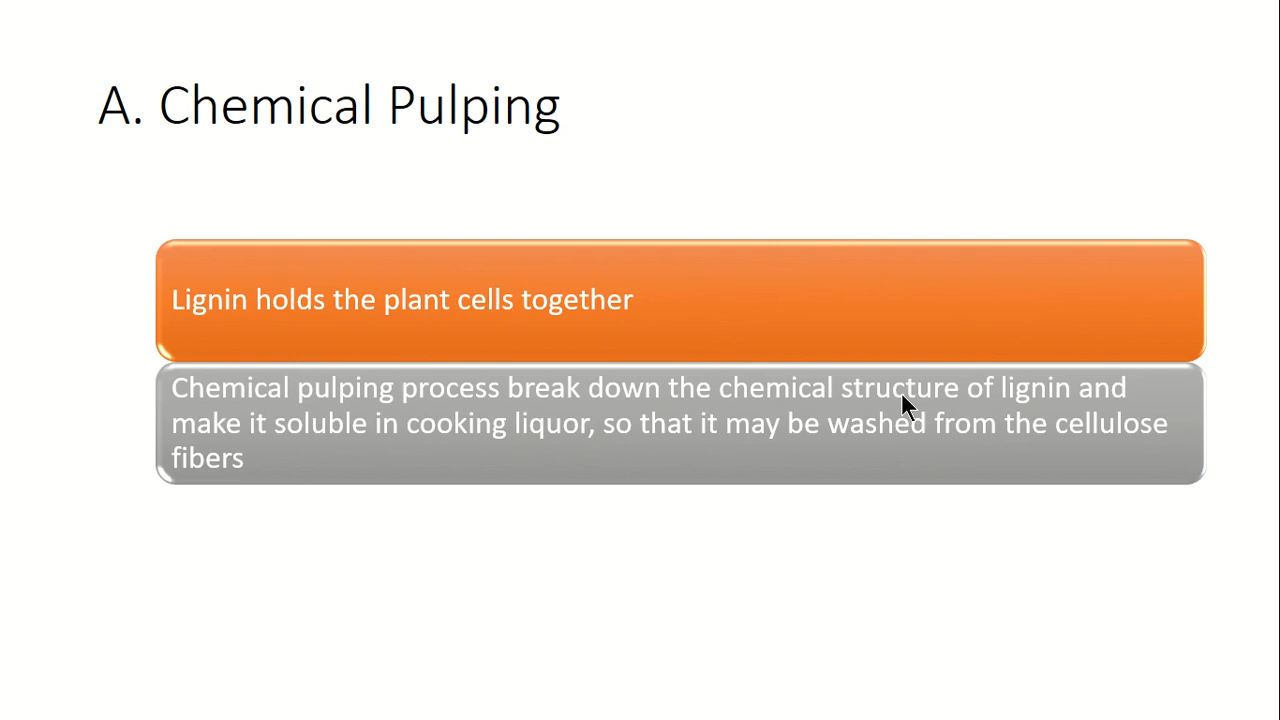 A. Chemical Pulping
Lignin holds the plant cells together
Chemical pulping process break down the chemical structure of lignin and
make it soluble in cooking liquor, so that it may be washed from the cellulose
fibers